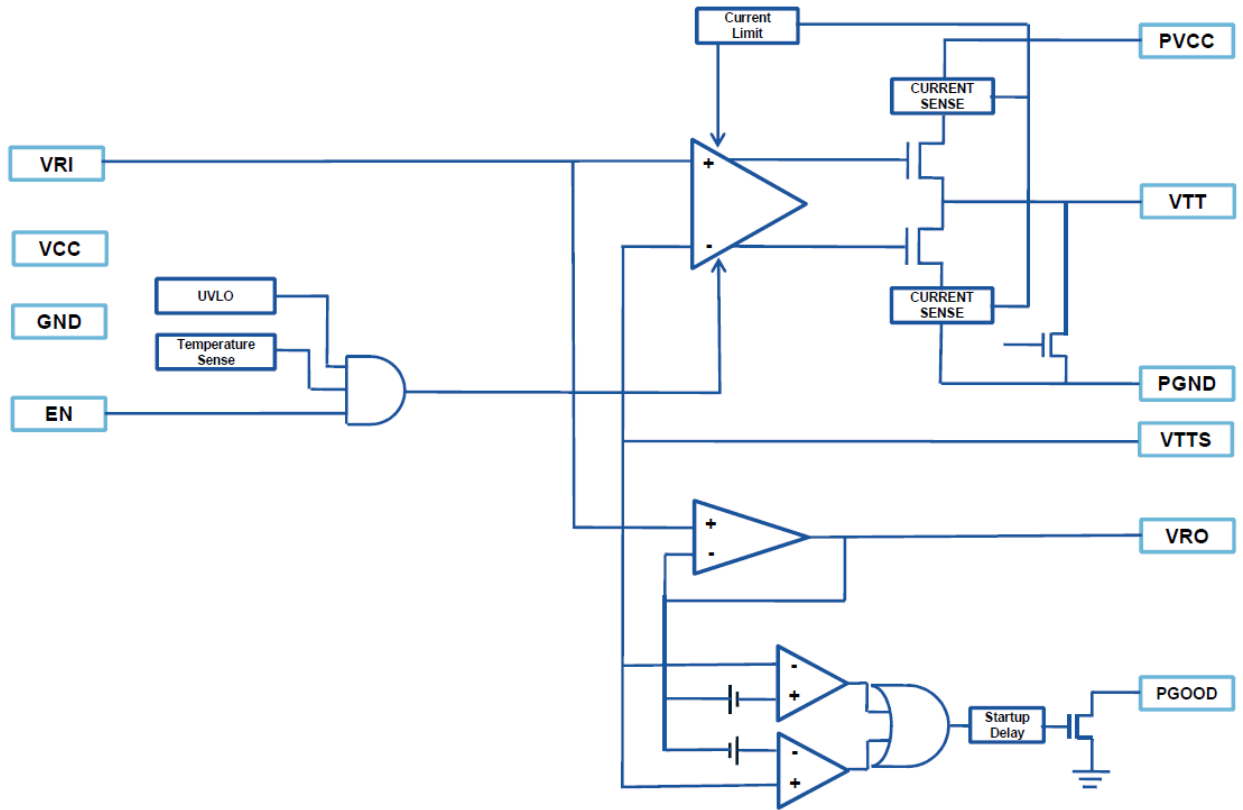 Current
Limit
PVCC
CURRENT
SENSE
VRI
+
VTT
VCC
-
UVLO
GND
CURRENT
SENSE
Temperature
Sense
PGND
EN
VTTS
+
VRO
-
-
+
PGOOD
Startup
Delay
-
+